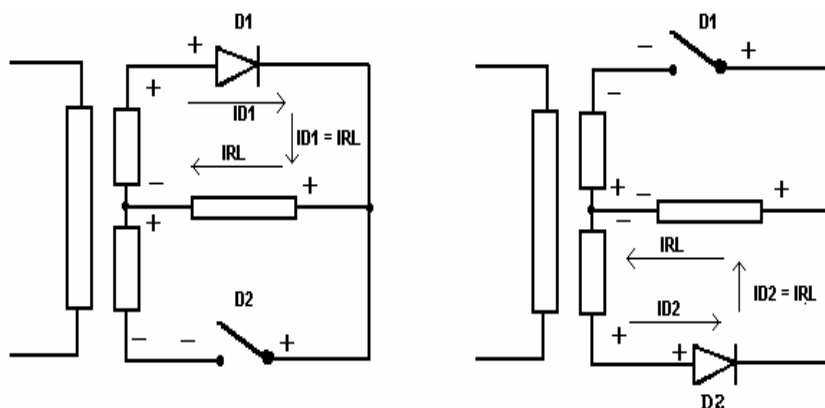 D1
+
+
ID1
ID1 = IRL
IRL
−
+
+
D2
−
−
+
D1
−
+
−
+
−
+
−
IRL
ID2 = IRL
ID2
+
+
D2